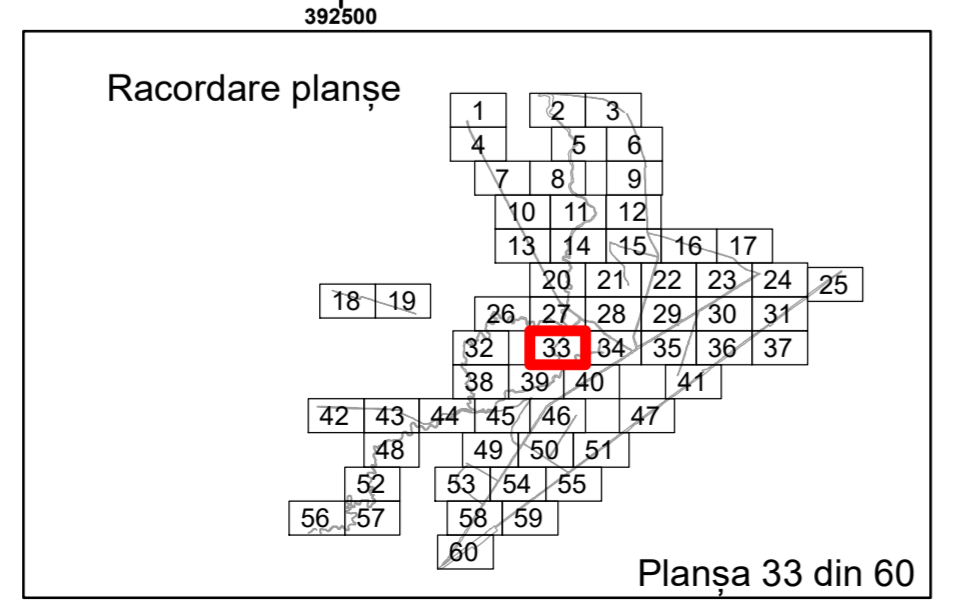 392500
Racordare planșe
1 2 3
4 5 6
7 8 9
10 11 12
13 14 15 16 17
20 21 22 23 24 25
18 19
26 27 28 29 30 31
32 33 34 35 36 37
38 39 40 41
42 43 44 45 46 47
48 49 50 51
52 53 54 55
56 57 58 59
60
Planșa 33 din 60